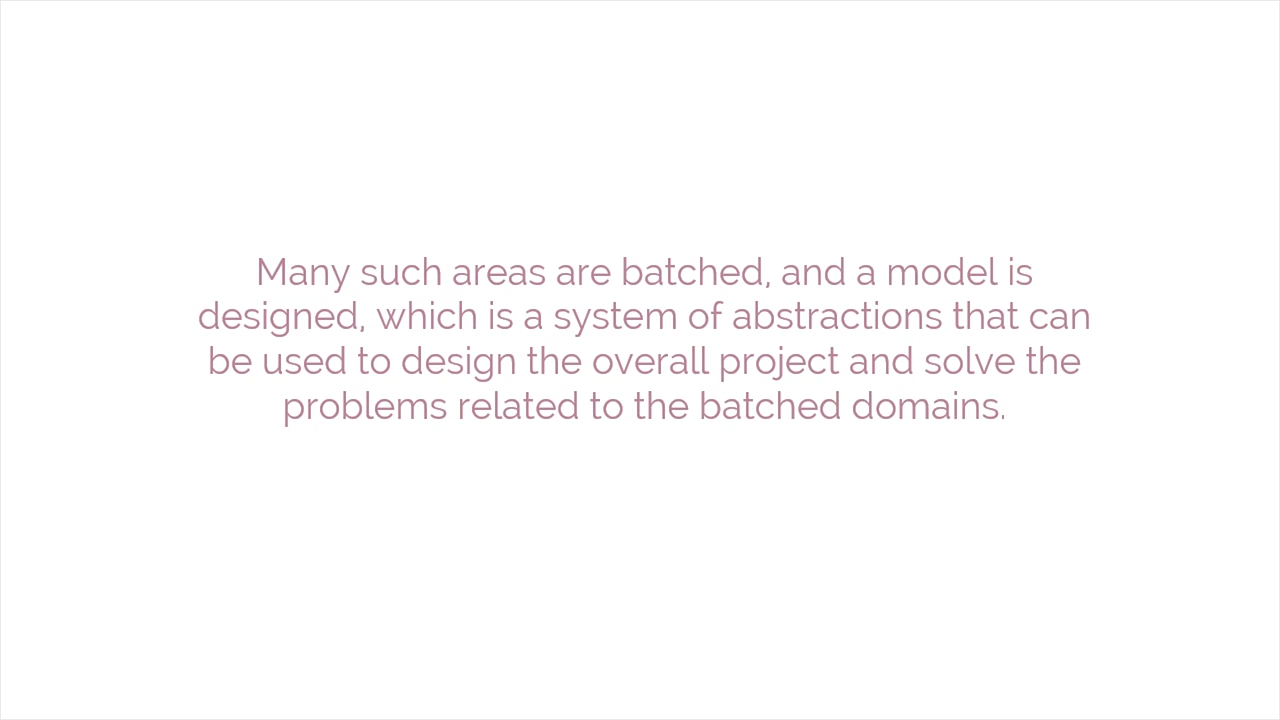 Many such areas are batched, and a model is
designed, which is a system of abstractions that can
be used to design the overall project and solve the
problems related to the batched domains.